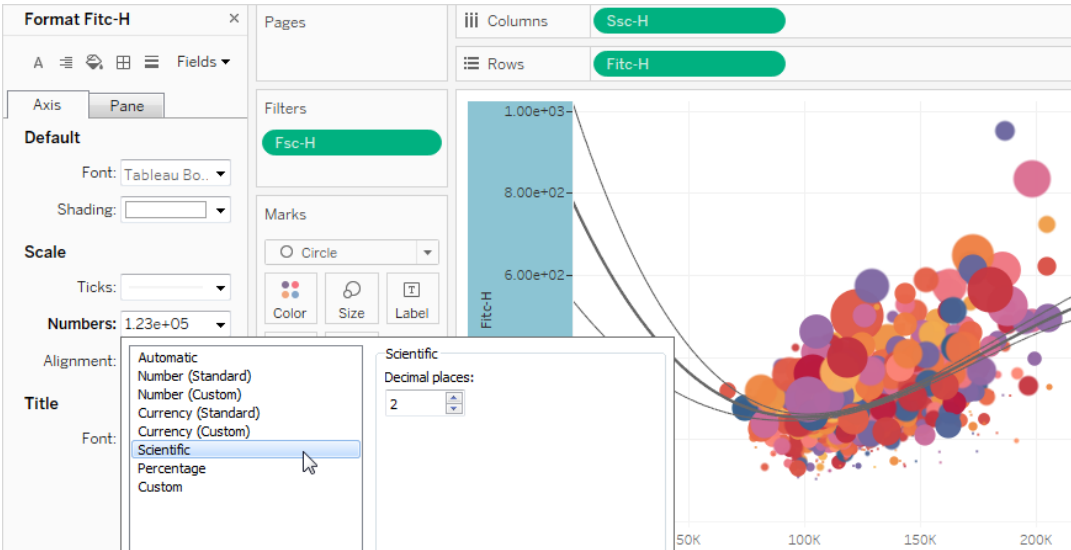 Format Fitc-H ×
A Fields
Axis Pane
Default
Font: Tableau Bo..
Shading:
Scale
Ticks:
Numbers: 1.23e+05
Alignment:
Title
Font:
Automatic
Number (Standard)
Number (Custom)
Currency (Standard)
Currency (Custom)
Scientific
Percentage
Custom
Scientific
Decimal places:
2
Pages
Filters
Fsc-H
Marks
Circle
Color Size T Label
iii Columns Ssc-H
Rows Fitc-H
1.00e+03
8.00e+02
6.00e+02
Fitc-H
50K 100K 150K 200K